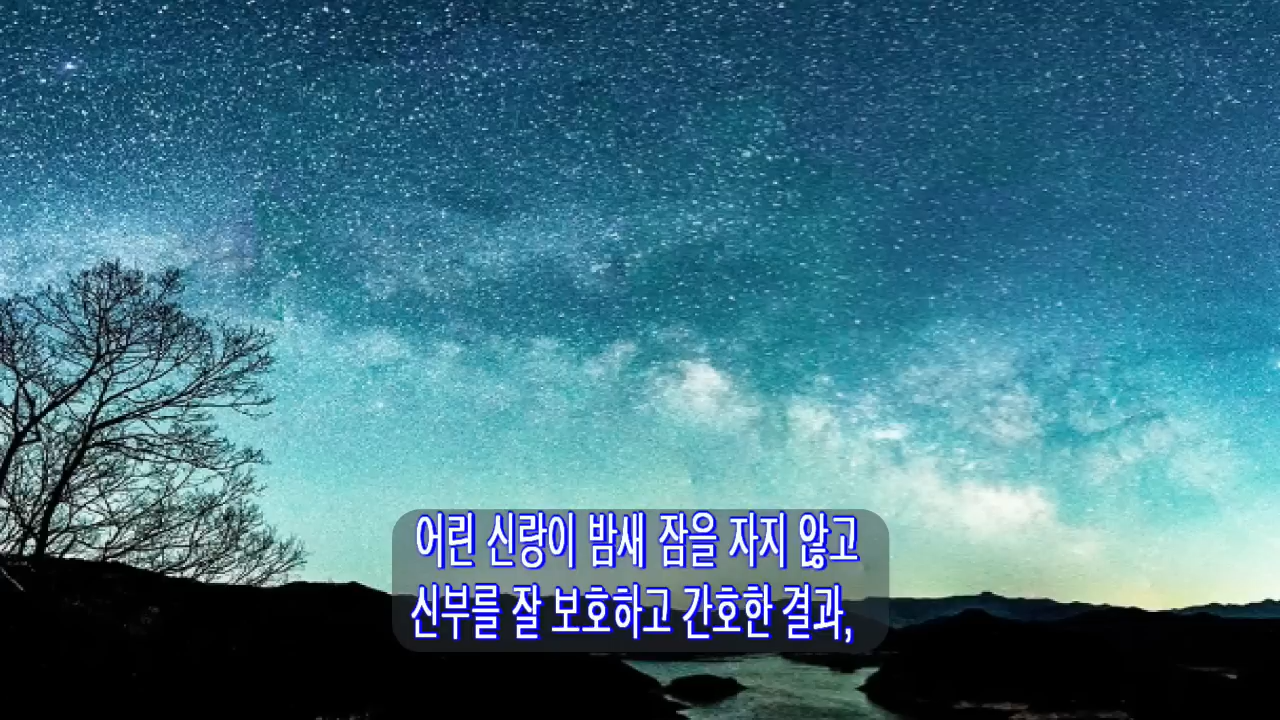 어린 신랑이 밤새 잠을 자지 않고
신부를 잘 보호하고 간호한 결과,